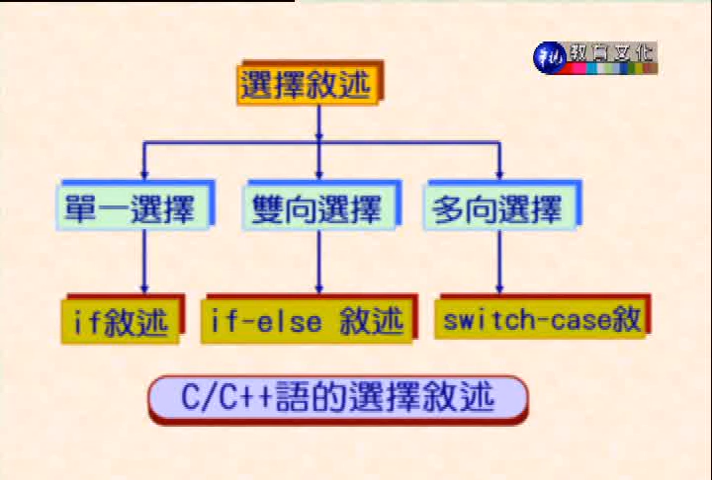 華視
教育文化
選擇敘述
單一選擇
雙向選擇
多向選擇
if敘述
if-else 敘述
switch-case敘
C/C++語的選擇敘述